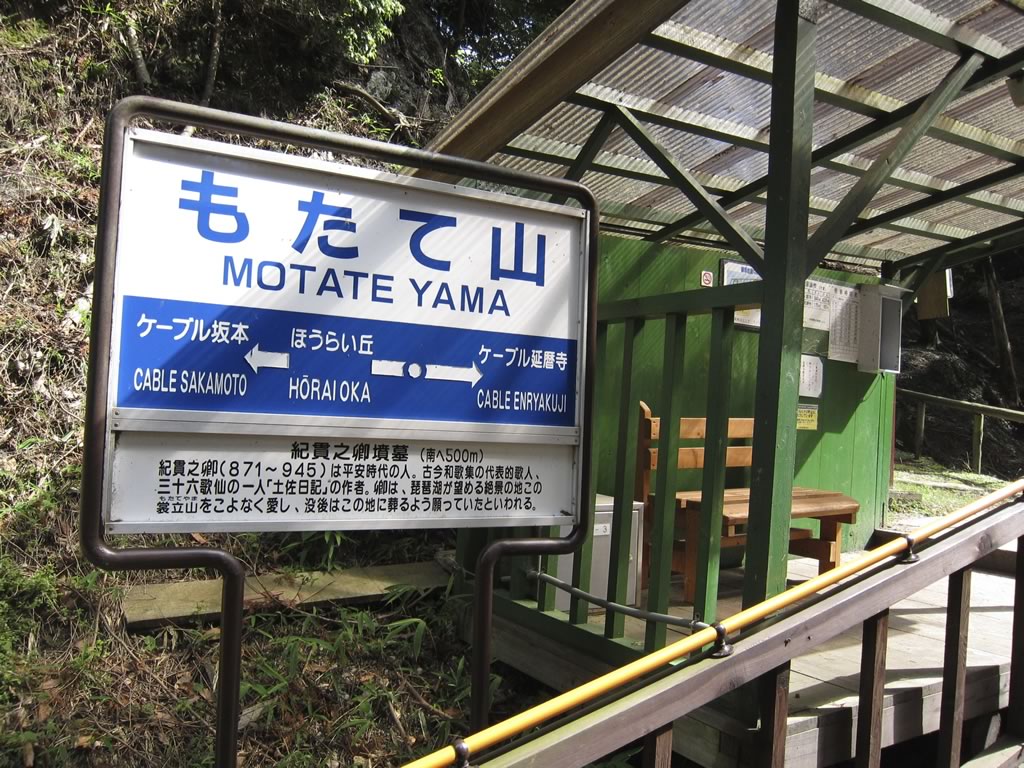 もたて山
MOTATE YAMA
ケーブル坂本 ほうらい丘 ケーブル延暦寺
CABLE SAKAMOTO HŌRAI OKA CABLE ENRYAKUJI
紀貫之卿墳墓 (南へ500m)
紀貫之卿(871~945)は平安時代の人。古今和歌集の代表的歌人、
三十六歌仙の一人「土佐日記」の作者。卿は、琵琶湖が望める絶景の地この
もたてやま
裳立山をこよなく愛し、没後はこの地に葬るよう願っていたといわれる。